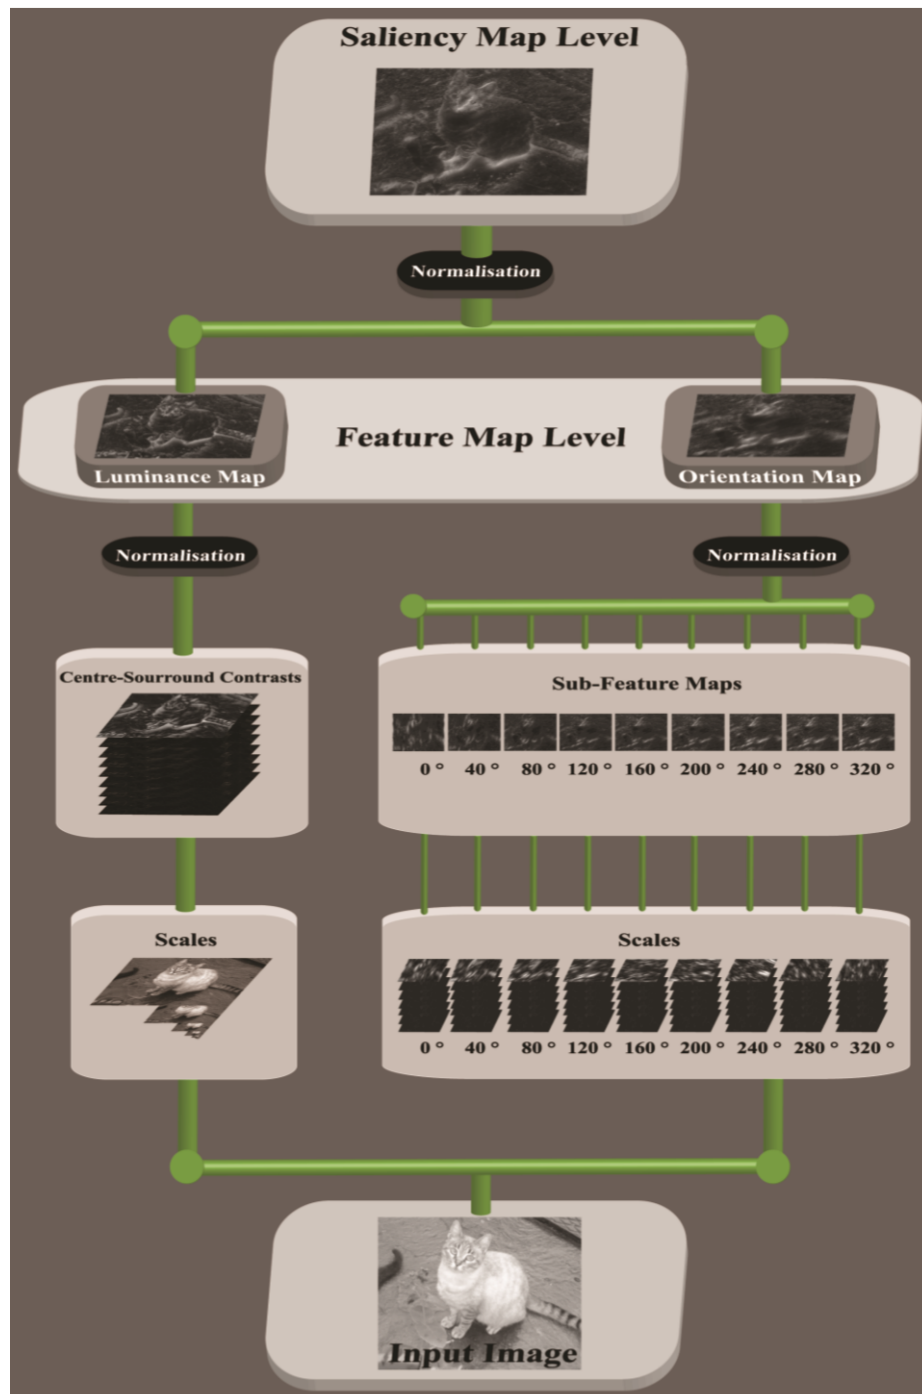 Saliency Map Level
Normalisation
Feature Map Level
Luminance Map
Orientation Map
Normalisation
Normalisation
Centre-Sourround Contrasts
Sub-Feature Maps
0 ° 40 ° 80 ° 120 ° 160 ° 200 ° 240 ° 280 ° 320 °
Scales
Scales
0 ° 40 ° 80 ° 120 ° 160 ° 200 ° 240 ° 280 ° 320 °
Input Image